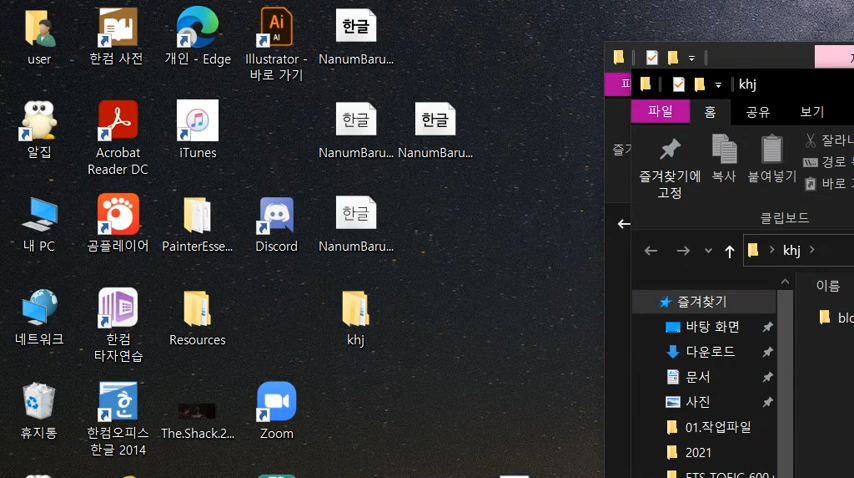 user
한컴 사전
개인 - Edge
Illustrator -
바로 가기
한글
NanumBaru...
알집
Acrobat
Reader DC
iTunes
한글
NanumBaru...
한글
NanumBaru...
내 PC
곰플레이어
PainterEsse...
Discord
한글
NanumBaru...
네트워크
한컴
타자연습
Resources
khj
휴지통
한컴오피스
한글 2014
The.Shack.2...
Zoom
khj
파일
홈
공유
보기
즐겨찾기에
고정
복사
붙여넣기
잘라니
경로
바로
클립보드
khj
이름
즐겨찾기
바탕 화면
다운로드
문서
사진
01.작업파일
2021
ETS TOEIC 600